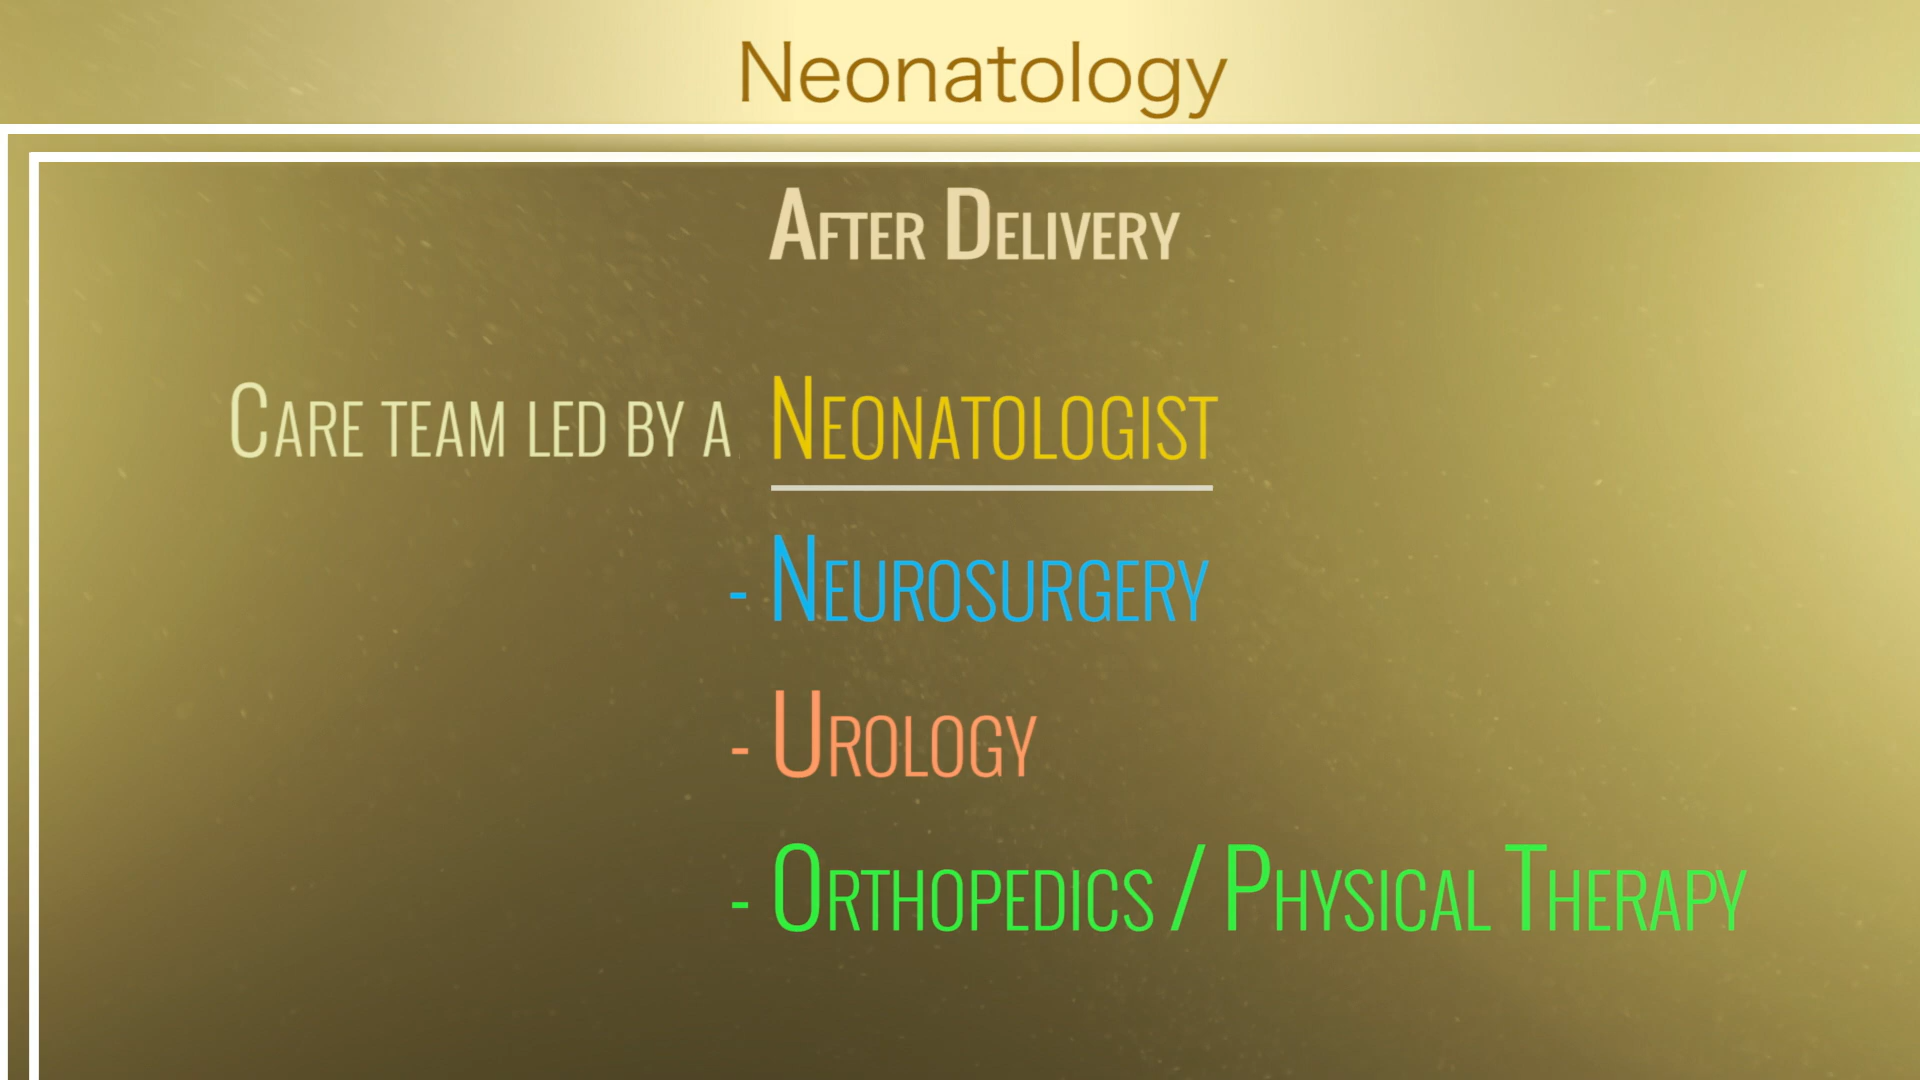 Neonatology
After Delivery
Care team led by a Neonatologist
- Neurosurgery
- Urology
- Orthopedics / Physical Therapy